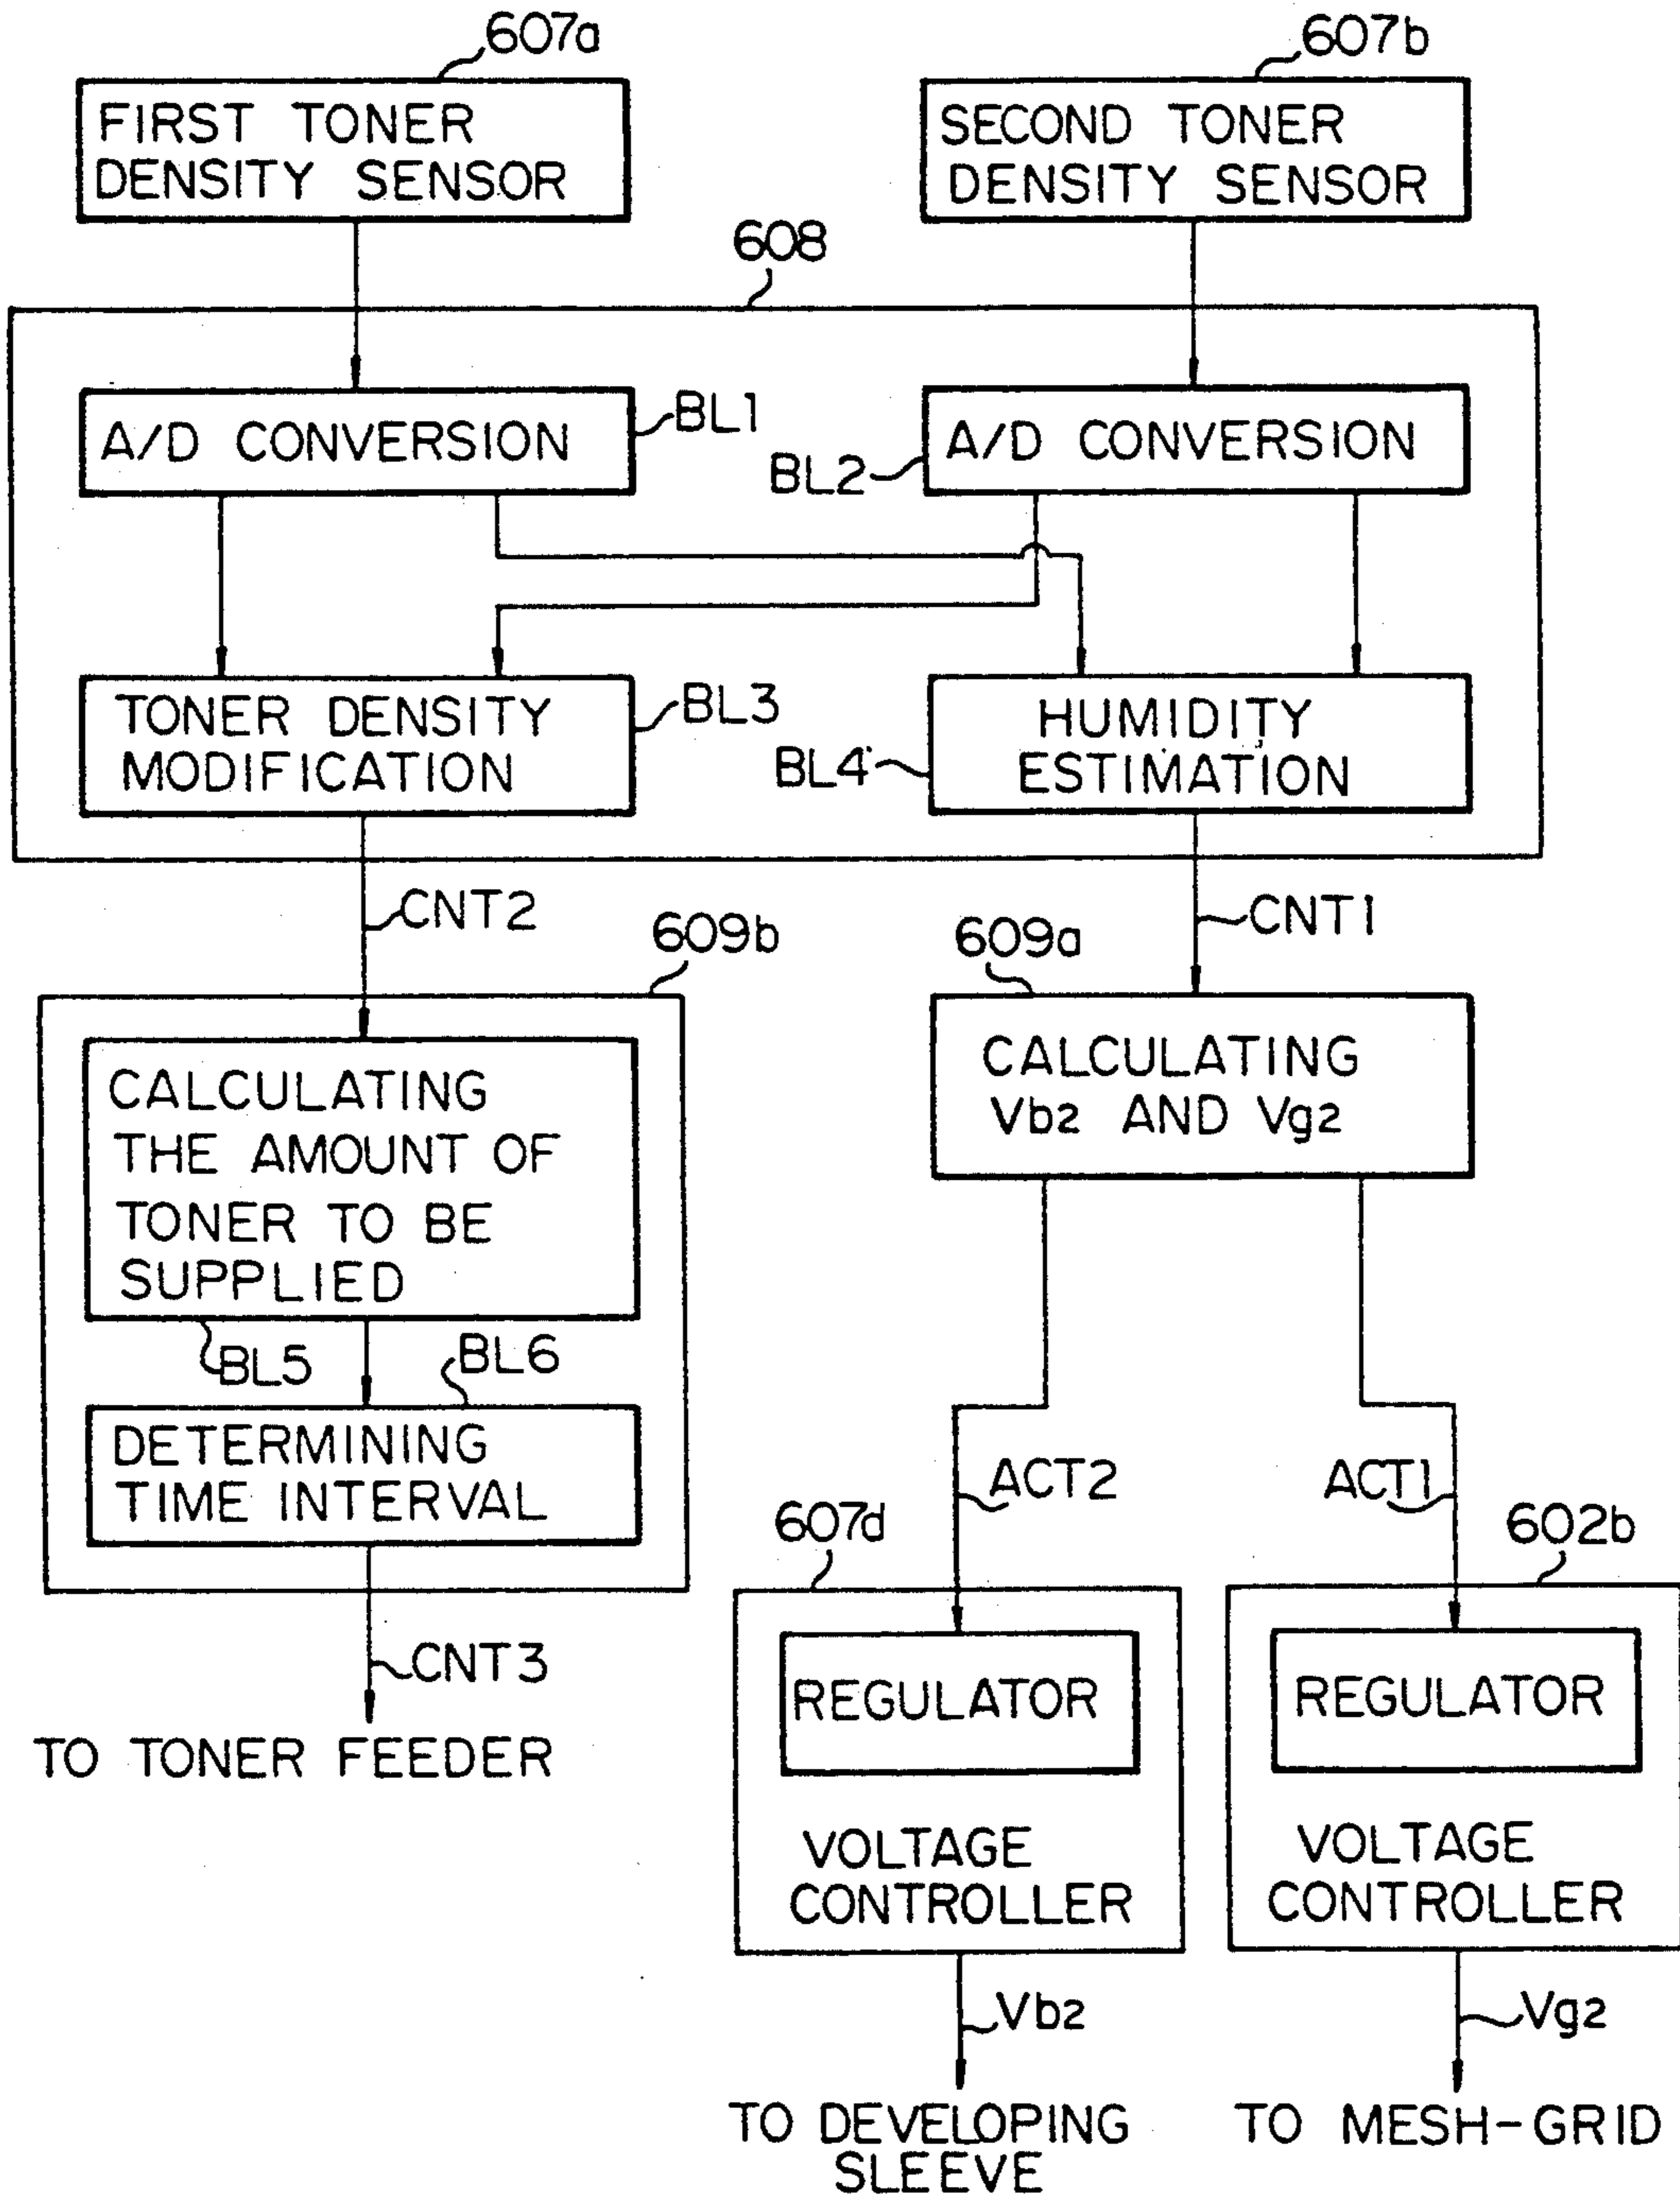 607a
607b
FIRST TONER
DENSITY SENSOR
SECOND TONER
DENSITY SENSOR
608
A/D CONVERSION
BL1
BL2
A/D CONVERSION
TONER DENSITY
MODIFICATION
BL3
BL4
HUMIDITY
ESTIMATION
CNT2
CNT1
609b
609a
CALCULATING
THE AMOUNT OF
TONER TO BE
SUPPLIED
CALCULATING
Vb2 AND Vg2
BL5
BL6
DETERMINING
TIME INTERVAL
ACT2
ACT1
607d
602b
CNT3
TO TONER FEEDER
REGULATOR
VOLTAGE
CONTROLLER
REGULATOR
VOLTAGE
CONTROLLER
Vb2
Vg2
TO DEVELOPING
SLEEVE
TO MESH-GRID